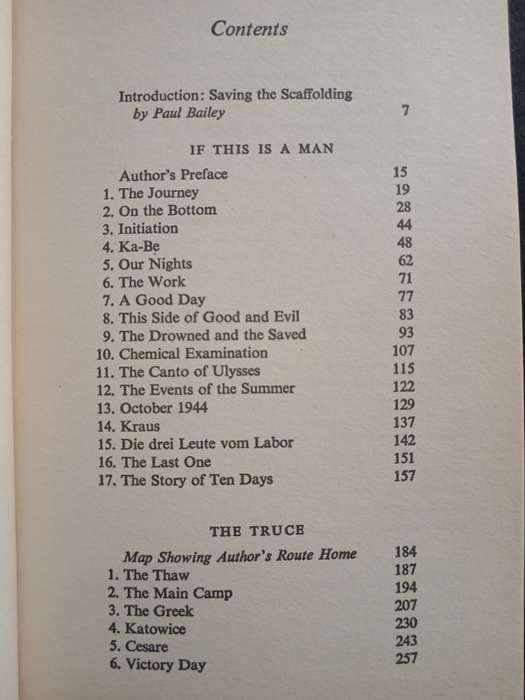 Contents
Introduction: Saving the Scaffolding
by Paul Bailey 7
IF THIS IS A MAN
Author's Preface 15
1. The Journey 19
2. On the Bottom 28
3. Initiation 44
4. Ka-Be 48
5. Our Nights 62
6. The Work 71
7. A Good Day 77
8. This Side of Good and Evil 83
9. The Drowned and the Saved 93
10. Chemical Examination 107
11. The Canto of Ulysses 115
12. The Events of the Summer 122
13. October 1944 129
14. Kraus 137
15. Die drei Leute vom Labor 142
16. The Last One 151
17. The Story of Ten Days 157
THE TRUCE
Map Showing Author's Route Home 184
1. The Thaw 187
2. The Main Camp 194
3. The Greek 207
4. Katowice 230
5. Cesare 243
6. Victory Day 257